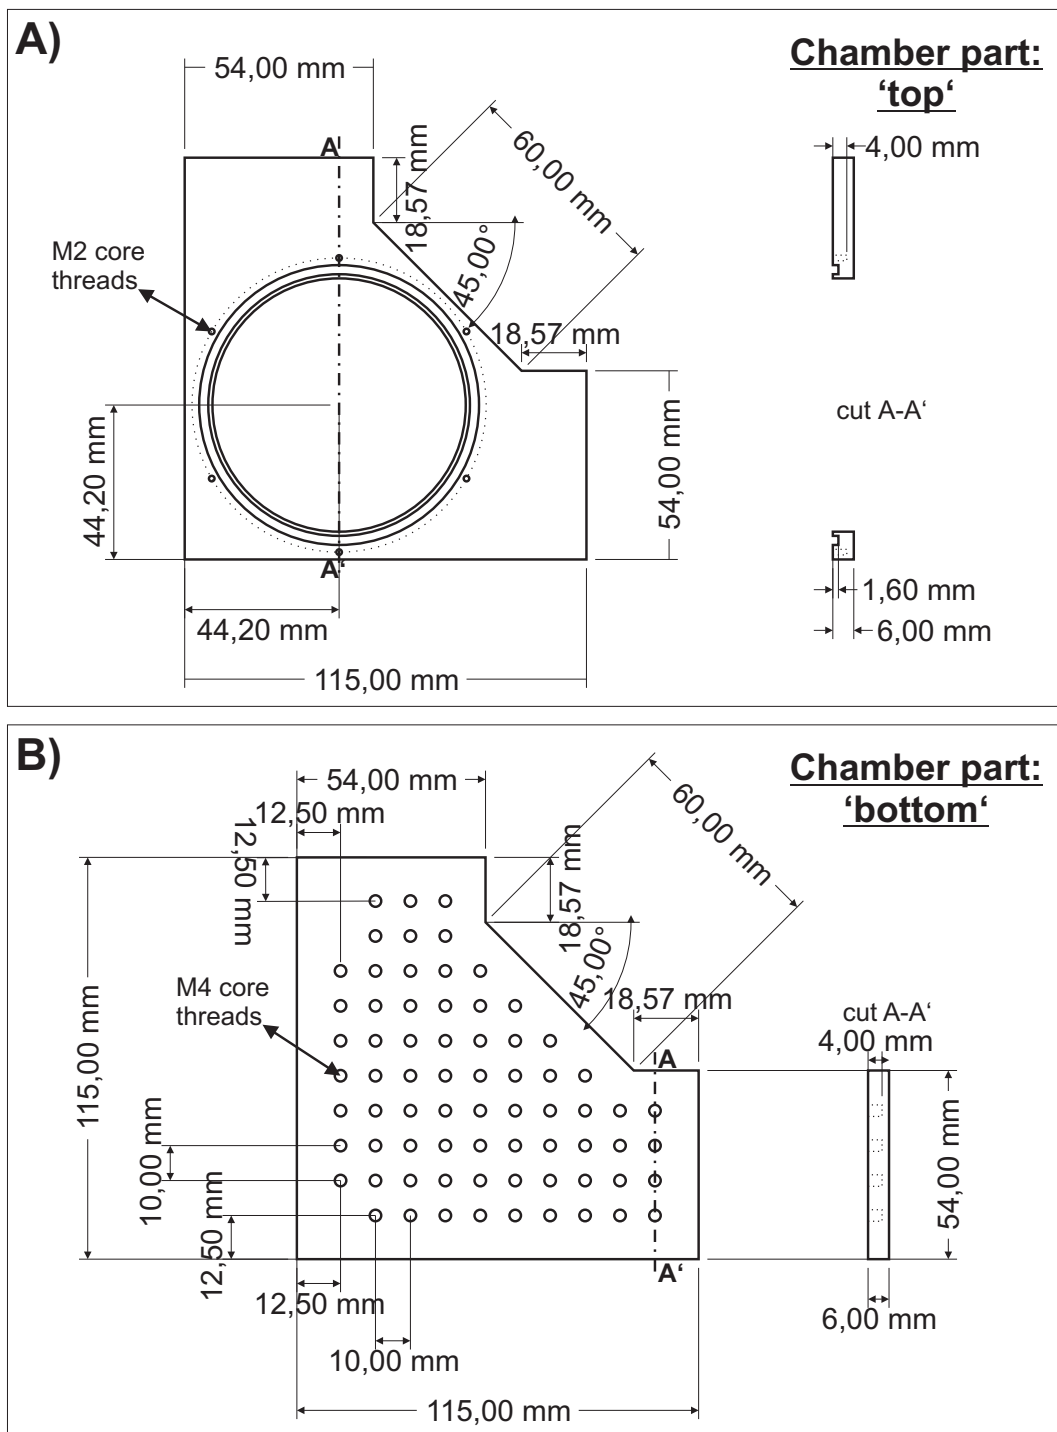 A)
Chamber part:
‘top‘
54,00 mm
A
18,57 mm
60,00 mm
4,00 mm
45,00°
M2 core
threads
18,57 mm
cut A-A‘
44,20 mm
54,00 mm
A‘
1,60 mm
44,20 mm
6,00 mm
115,00 mm
B)
Chamber part:
‘bottom‘
54,00 mm
12,50 mm
12,50 mm
18,57 mm
60,00 mm
45,00°
M4 core
threads
18,57 mm
cut A-A‘
4,00 mm
A
115,00 mm
10,00 mm
54,00 mm
12,50 mm
A‘
12,50 mm
6,00 mm
10,00 mm
115,00 mm